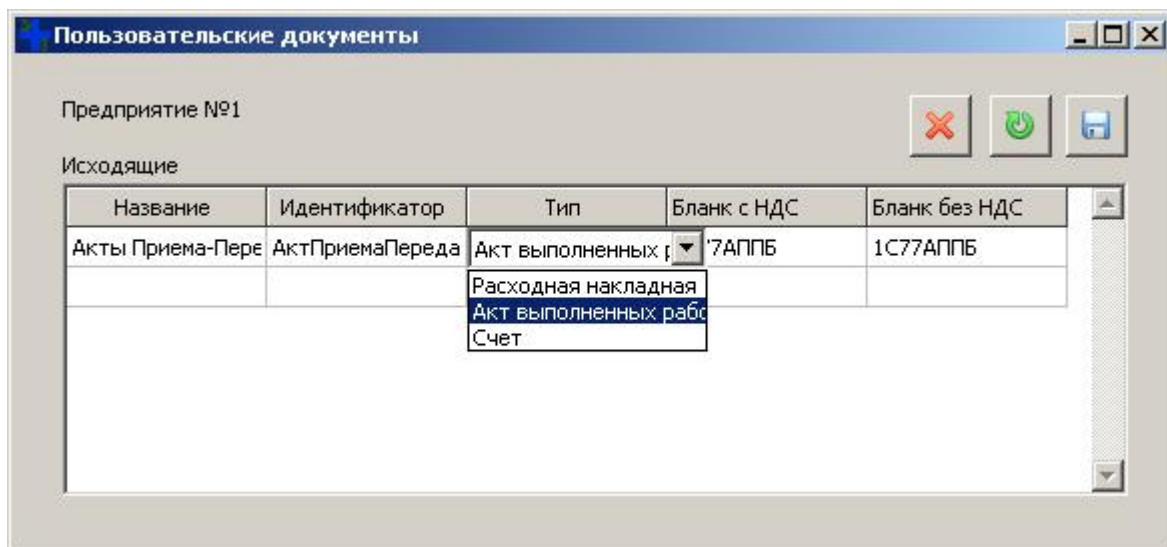 Пользовательские документы
Предприятие №1
Исходящие
Название Идентификатор Тип Бланк с НДС Бланк без НДС
Акты Приема-Пере АктПриемаПереда Акт выполненных 7АППБ 1С77АППБ
Расходная накладная
Акт выполненных рабо
Счет